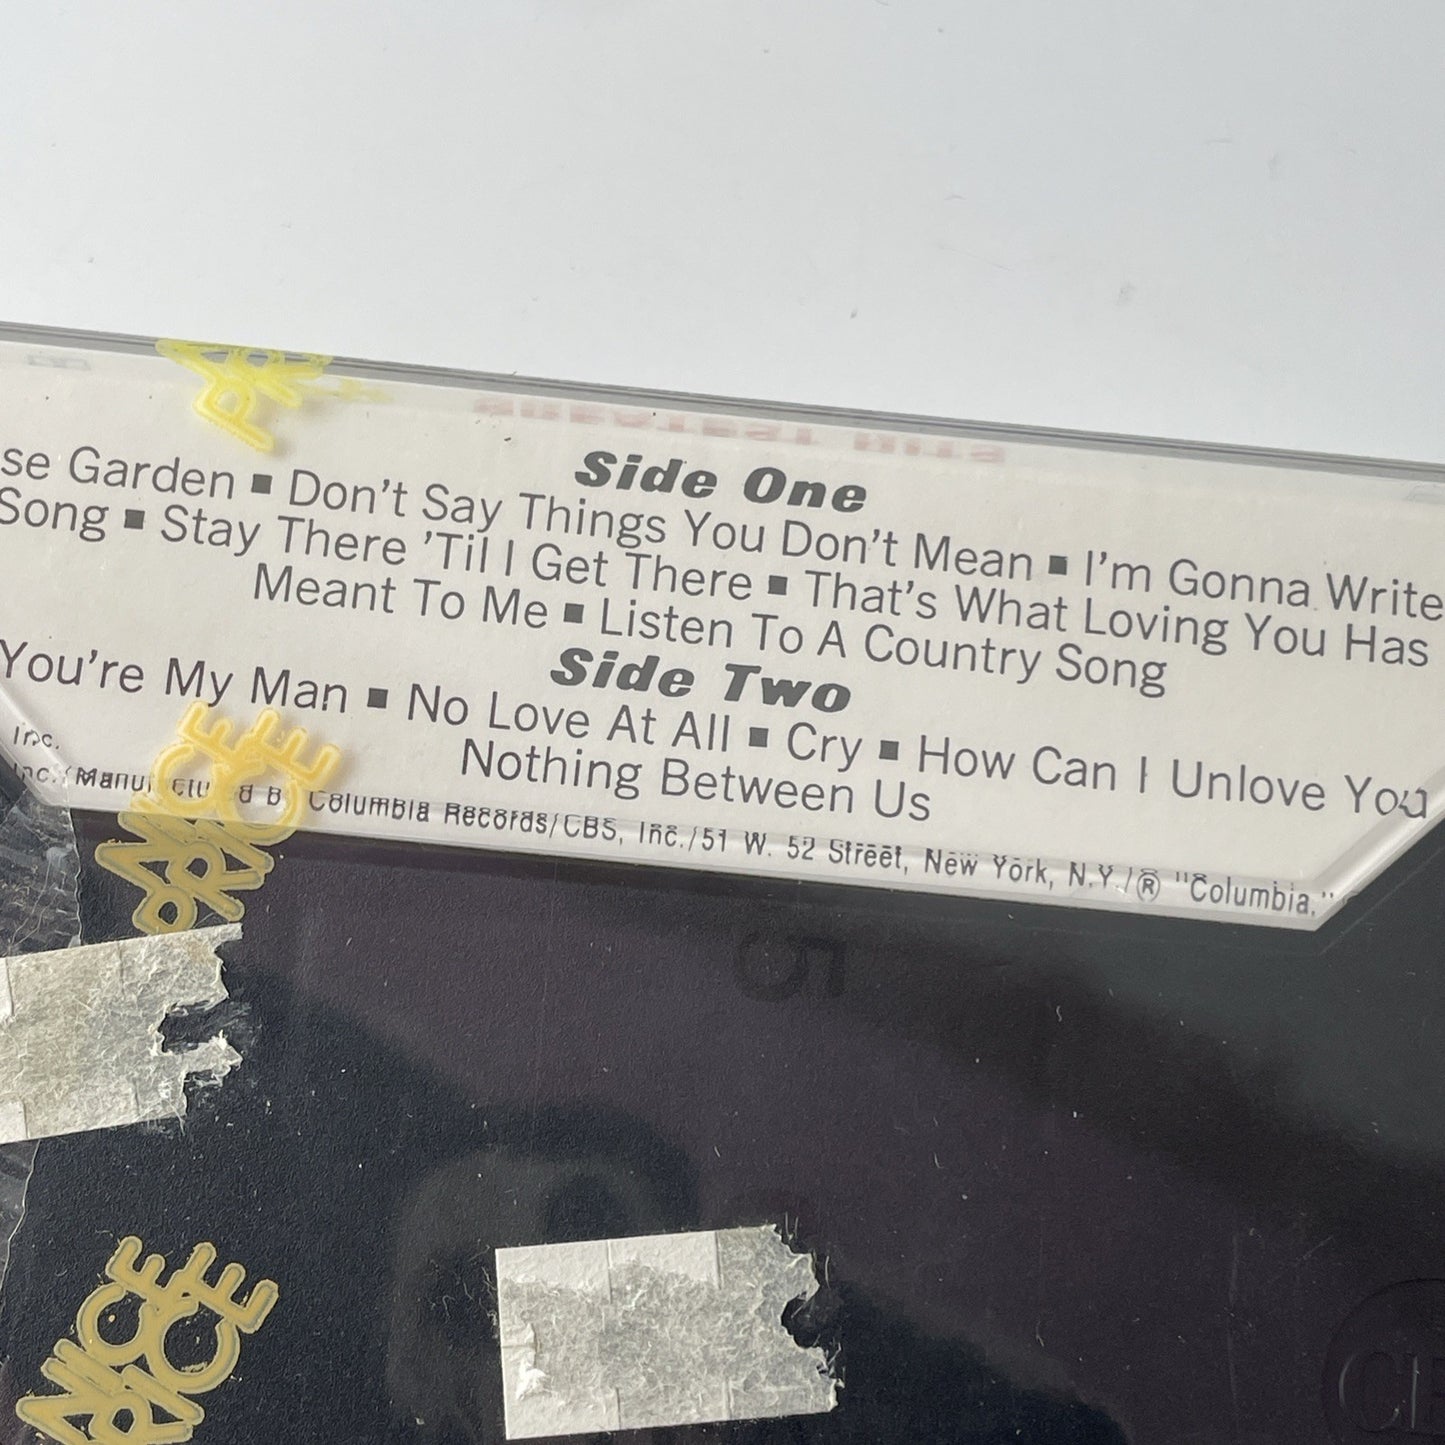 Side One
se Garden ▪ Don't Say Things You Don't Mean ▪ I'm Gonna Write
Song ▪ Stay There 'Til I Get There ▪ That's What Loving You Has
Meant To Me ▪ Listen To A Country Song
Side Two
You're My Man ▪ No Love At All ▪ Cry ▪ How Can I Unlove You
Nothing Between Us
Inc.
Columbia Records/CBS, Inc./51 W. 52 Street, New York, N.Y./® "Columbia,"
NICE
PRICE
NICE
PRICE